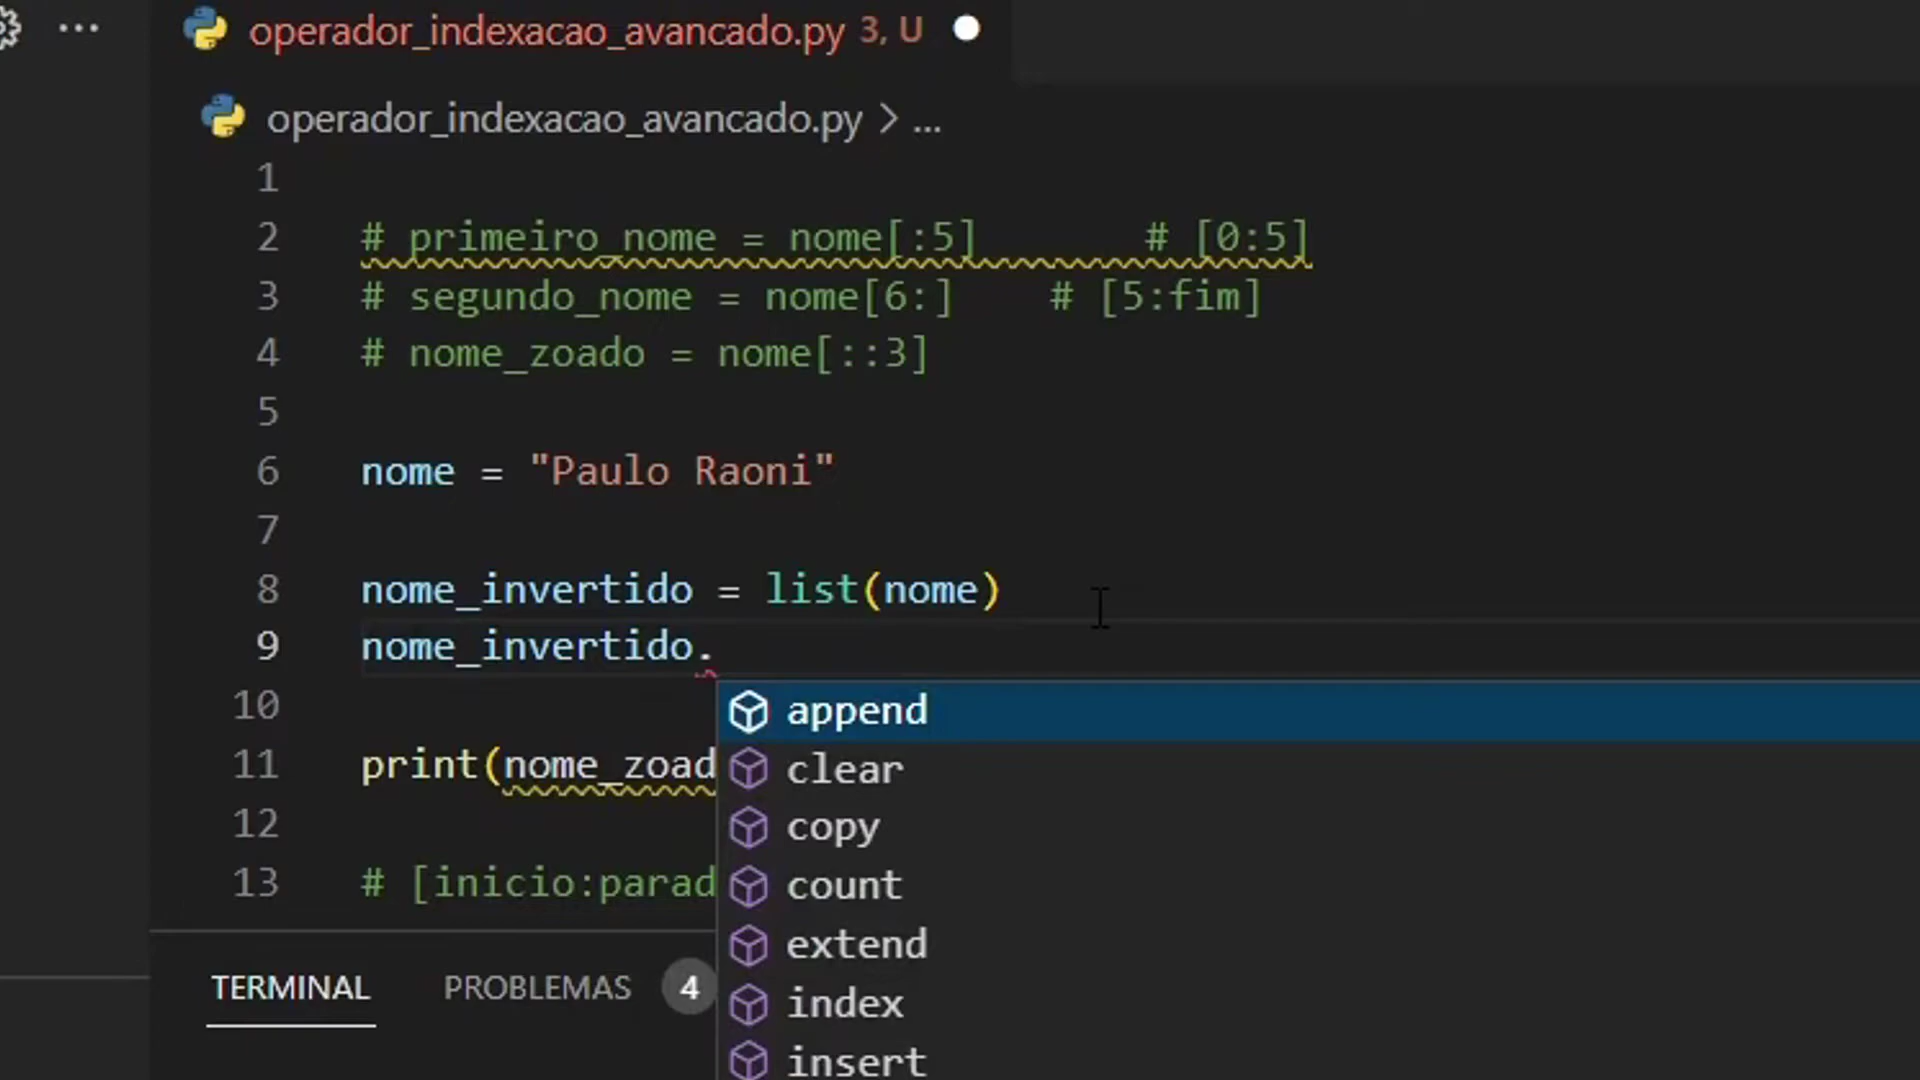 operador_indexacao_avancado.py 3, U
operador_indexacao_avancado.py > ...
1
2 # primeiro_nome = nome[:5] # [0:5]
3 # segundo_nome = nome[6:] # [5:fim]
4 # nome_zoado = nome[::3]
5
6 nome = "Paulo Raoni"
7
8 nome_invertido = list(nome)
9 nome_invertido.
10
append
11 print(nome_zoad
clear
12
copy
13 # [inicio:parad
count
extend
TERMINAL PROBLEMAS 4
index
insert